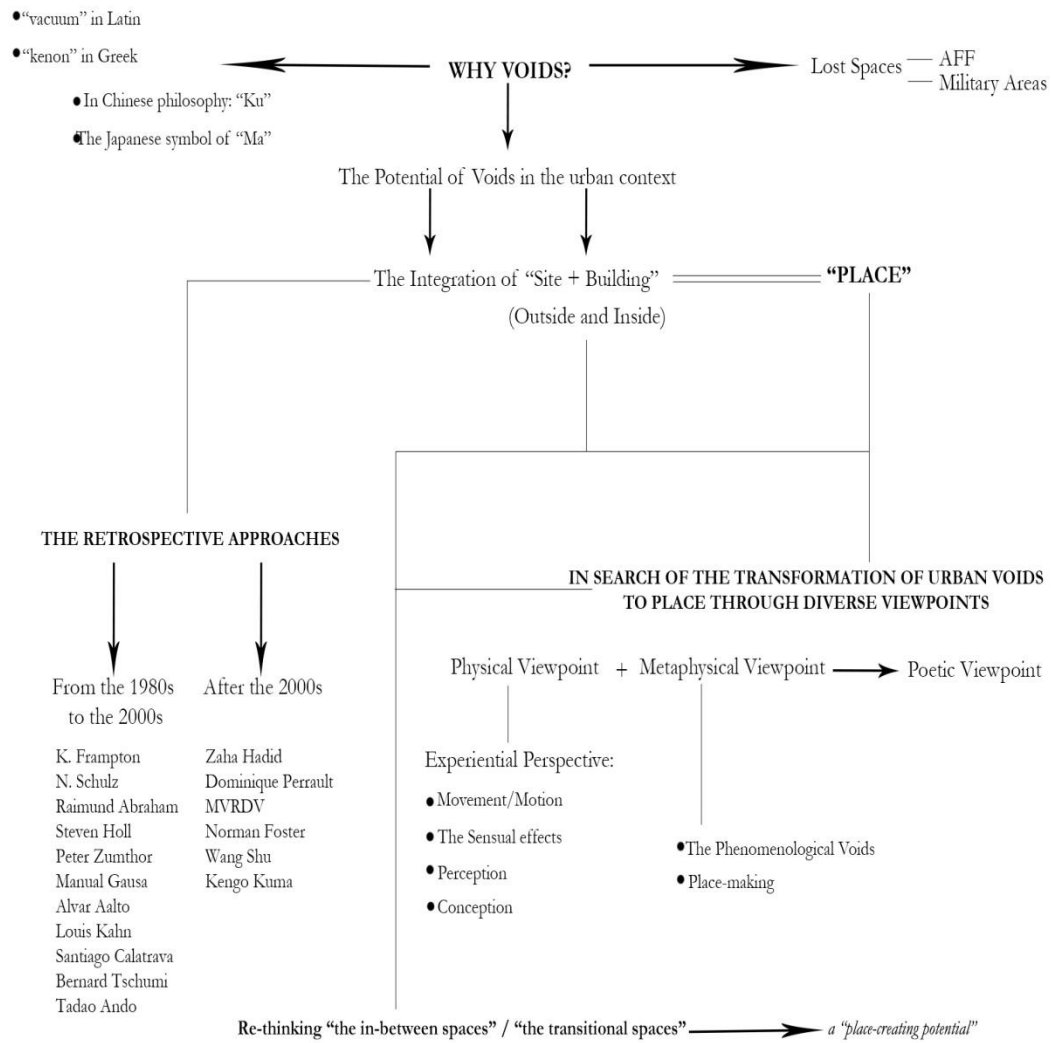 “vacuum” in Latin
“kenon” in Greek
In Chinese philosophy: “Ku”
The Japanese symbol of “Ma”
WHY VOIDS?
Lost Spaces
AFF
Military Areas
The Potential of Voids in the urban context
The Integration of “Site + Building”
(Outside and Inside)
“PLACE”
THE RETROSPECTIVE APPROACHES
From the 1980s
to the 2000s
K. Frampton
N. Schulz
Raimund Abraham
Steven Holl
Peter Zumthor
Manual Gausa
Alvar Aalto
Louis Kahn
Santiago Calatrava
Bernard Tschumi
Tadao Ando
After the 2000s
Zaha Hadid
Dominique Perrault
MVRDV
Norman Foster
Wang Shu
Kengo Kuma
IN SEARCH OF THE TRANSFORMATION OF URBAN VOIDS
TO PLACE THROUGH DIVERSE VIEWPOINTS
Physical Viewpoint + Metaphysical Viewpoint
Poetic Viewpoint
Experiential Perspective:
Movement/Motion
The Sensual effects
Perception
Conception
The Phenomenological Voids
Place-making
Re-thinking “the in-between spaces” / “the transitional spaces”
a “place-creating potential”